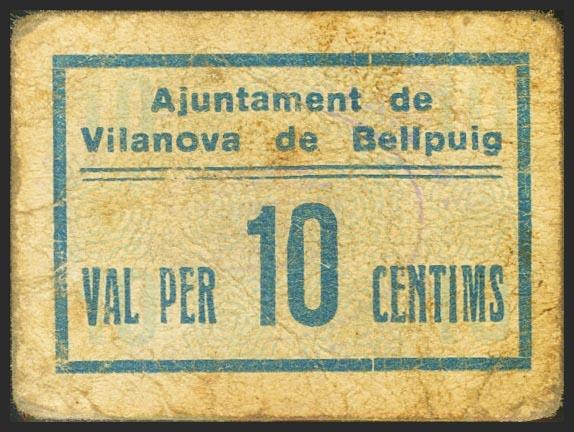 Ajuntament de
Vilanova de Bellpuig
VAL PER 10 CENTIMS